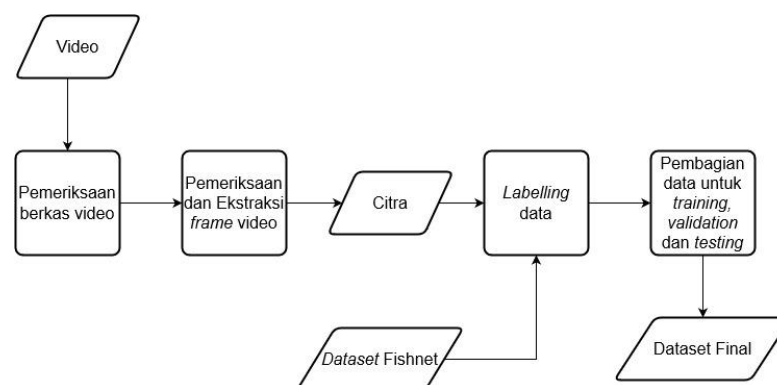 Video
Pemeriksaan
berkas video
Pemeriksaan
dan Ekstraksi
frame video
Citra
Labelling
data
Pembagian
data untuk
training,
validation
dan testing
Dataset Fishnet
Dataset Final